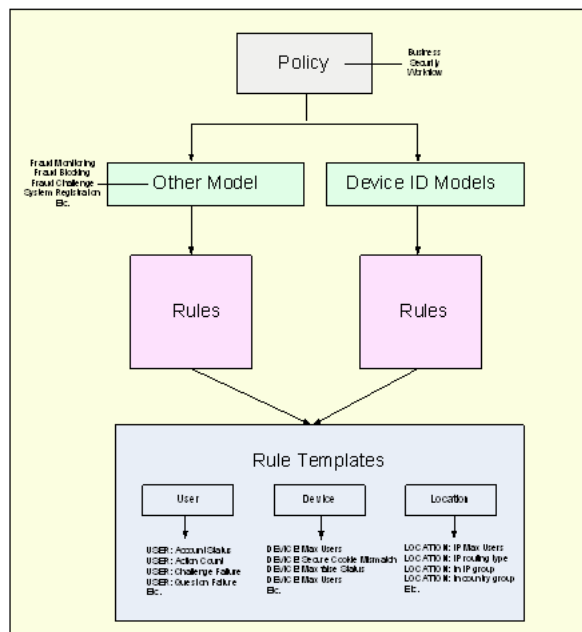 Policy
Business
Security
Workflow
Fraud Monitoring
Fraud Blocking
Fraud Challenge
System Registration
Etc.
Other Model
Device ID Models
Rules
Rules
Rule Templates
User
Device
Location
USER: Account Status
USER: Action Count
USER: Challenge Failure
USER: Question Failure
Etc.
DEVICE: Max Users
DEVICE: Secure Cookie Mismatch
DEVICE: Max false Status
DEVICE: Max Users
Etc.
LOCATION: IP Max Users
LOCATION: IP routing type
LOCATION: In IP group
LOCATION: In country group
Etc.